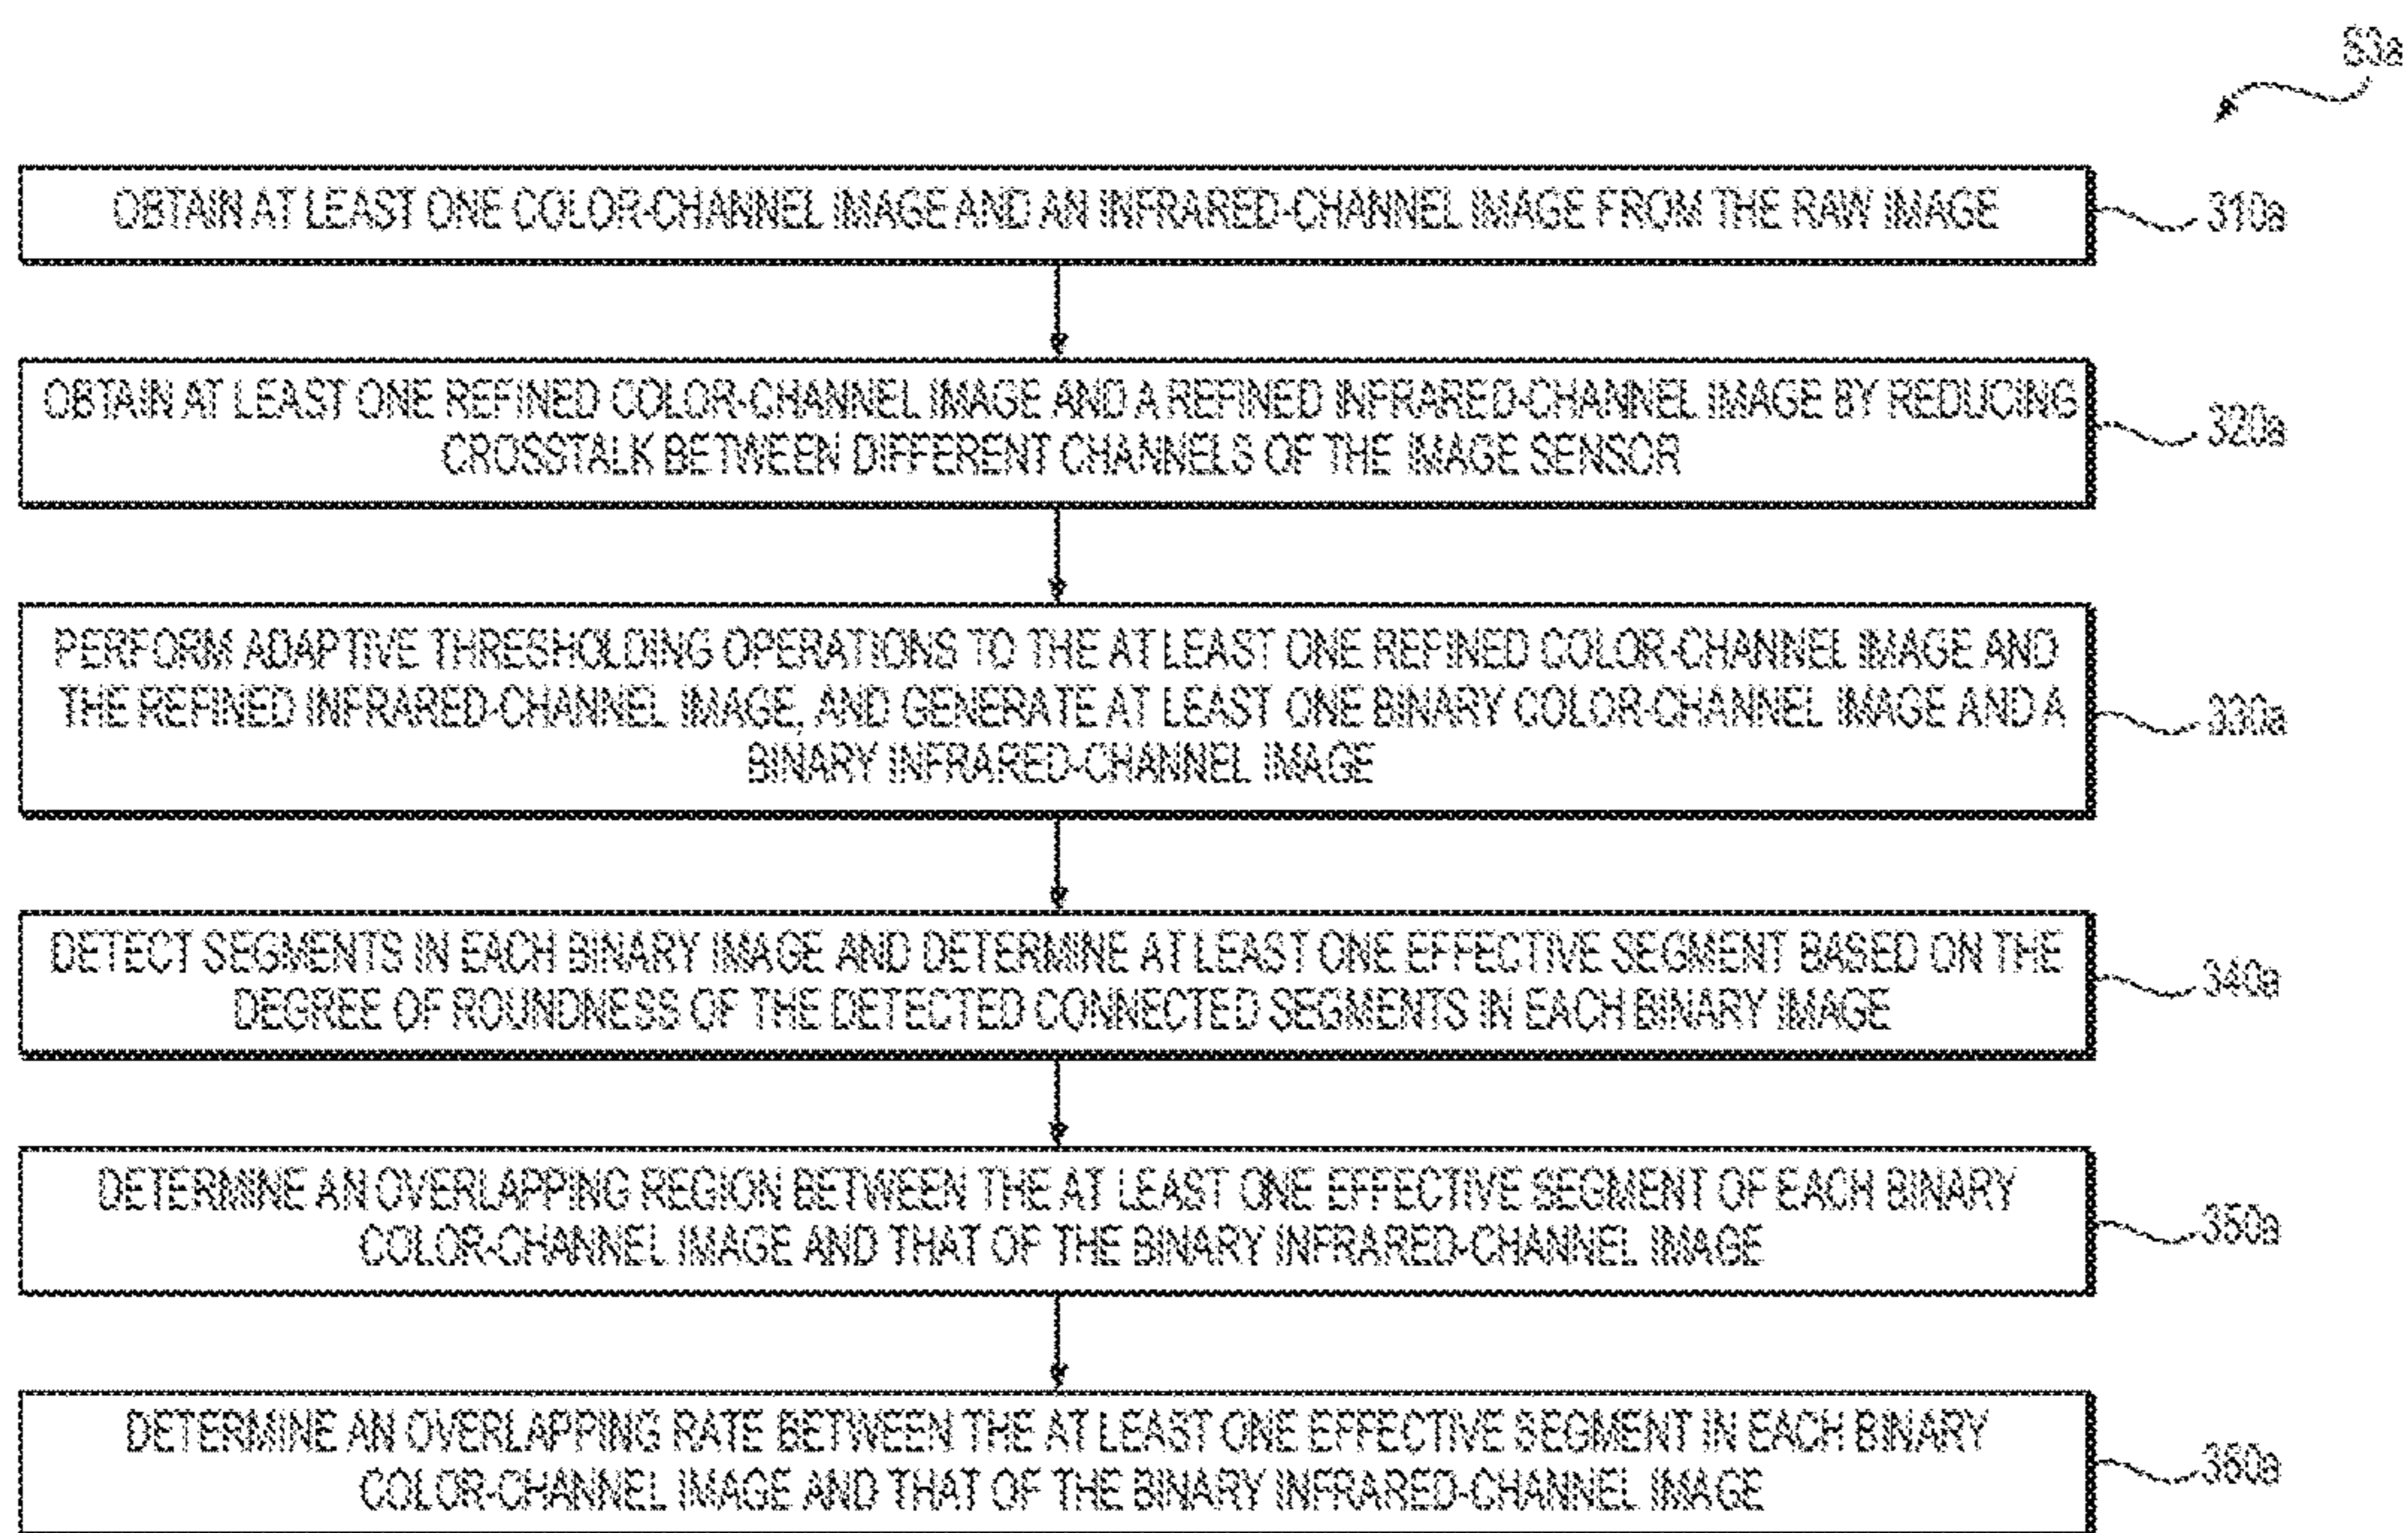 S3a
OBTAIN AT LEAST ONE COLOR-CHANNEL IMAGE AND AN INFRARED-CHANNEL IMAGE FROM THE RAW IMAGE
310a
OBTAIN AT LEAST ONE REFINED COLOR-CHANNEL IMAGE AND A REFINED INFRARED-CHANNEL IMAGE BY REDUCING
CROSSTALK BETWEEN DIFFERENT CHANNELS OF THE IMAGE SENSOR
320a
PERFORM ADAPTIVE THRESHOLDING OPERATIONS TO THE AT LEAST ONE REFINED COLOR-CHANNEL IMAGE AND
THE REFINED INFRARED-CHANNEL IMAGE, AND GENERATE AT LEAST ONE BINARY COLOR-CHANNEL IMAGE AND A
BINARY INFRARED-CHANNEL IMAGE
330a
DETECT SEGMENTS IN EACH BINARY IMAGE AND DETERMINE AT LEAST ONE EFFECTIVE SEGMENT BASED ON THE
DEGREE OF ROUNDNESS OF THE DETECTED CONNECTED SEGMENTS IN EACH BINARY IMAGE
340a
DETERMINE AN OVERLAPPING REGION BETWEEN THE AT LEAST ONE EFFECTIVE SEGMENT OF EACH BINARY
COLOR-CHANNEL IMAGE AND THAT OF THE BINARY INFRARED-CHANNEL IMAGE
350a
DETERMINE AN OVERLAPPING RATE BETWEEN THE AT LEAST ONE EFFECTIVE SEGMENT IN EACH BINARY
COLOR-CHANNEL IMAGE AND THAT OF THE BINARY INFRARED-CHANNEL IMAGE
360a